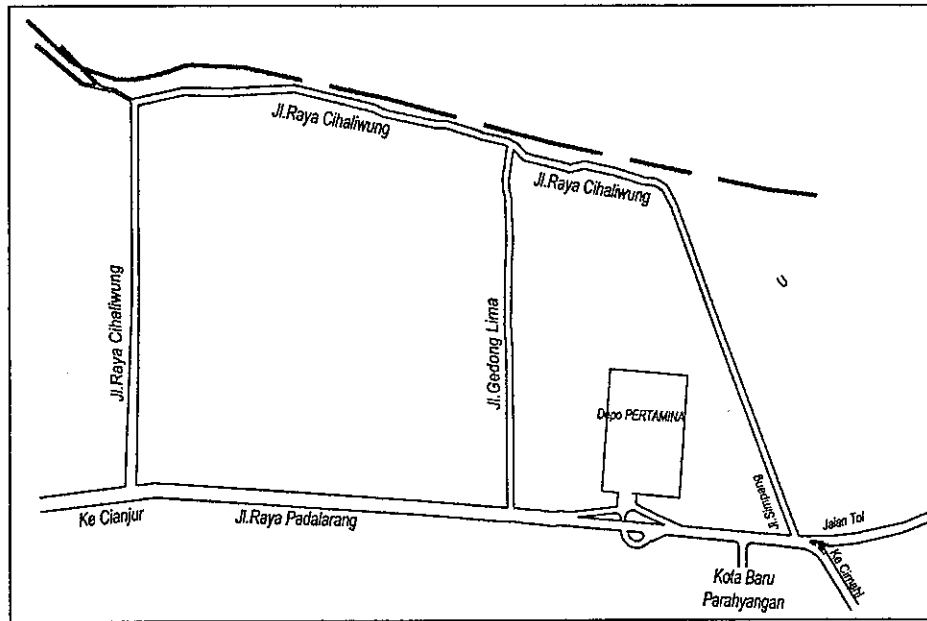 Jl.Raya Cihaliwung
Jl.Raya Cihaliwung
Jl.Raya Cihaliwung
Jl.Gedong Lima
Depo PERTAMINA
Jl.Simpang
Jalan Tol
Ke Cianjur
Jl.Raya Padalarang
Ke Cimahi
Kota Baru
Parahyangan